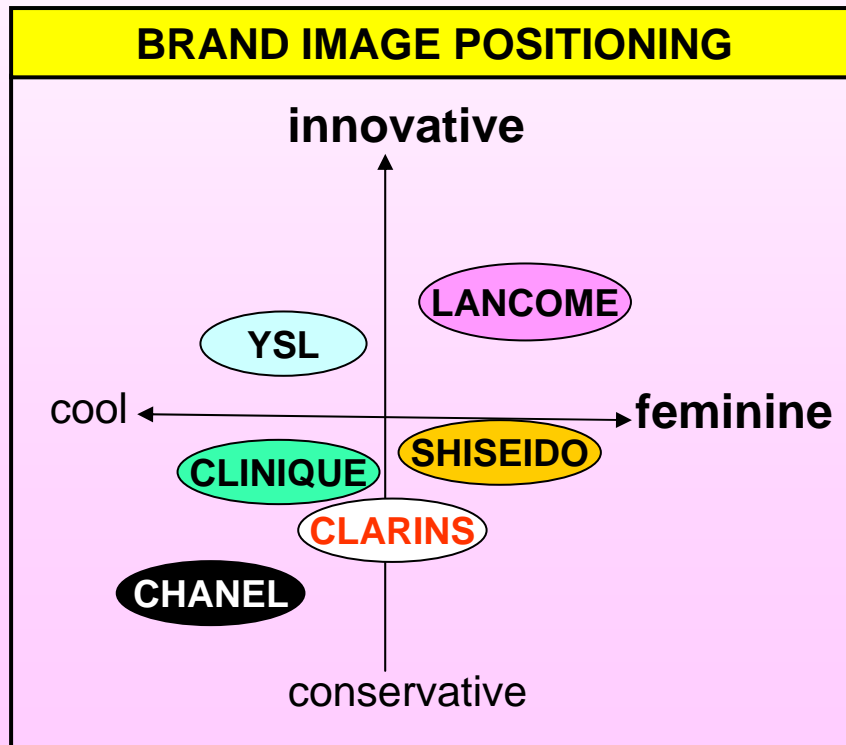 BRAND IMAGE POSITIONING
innovative
LANCOME
YSL
cool
feminine
SHISEIDO
CLINIQUE
CLARINS
CHANEL
conservative